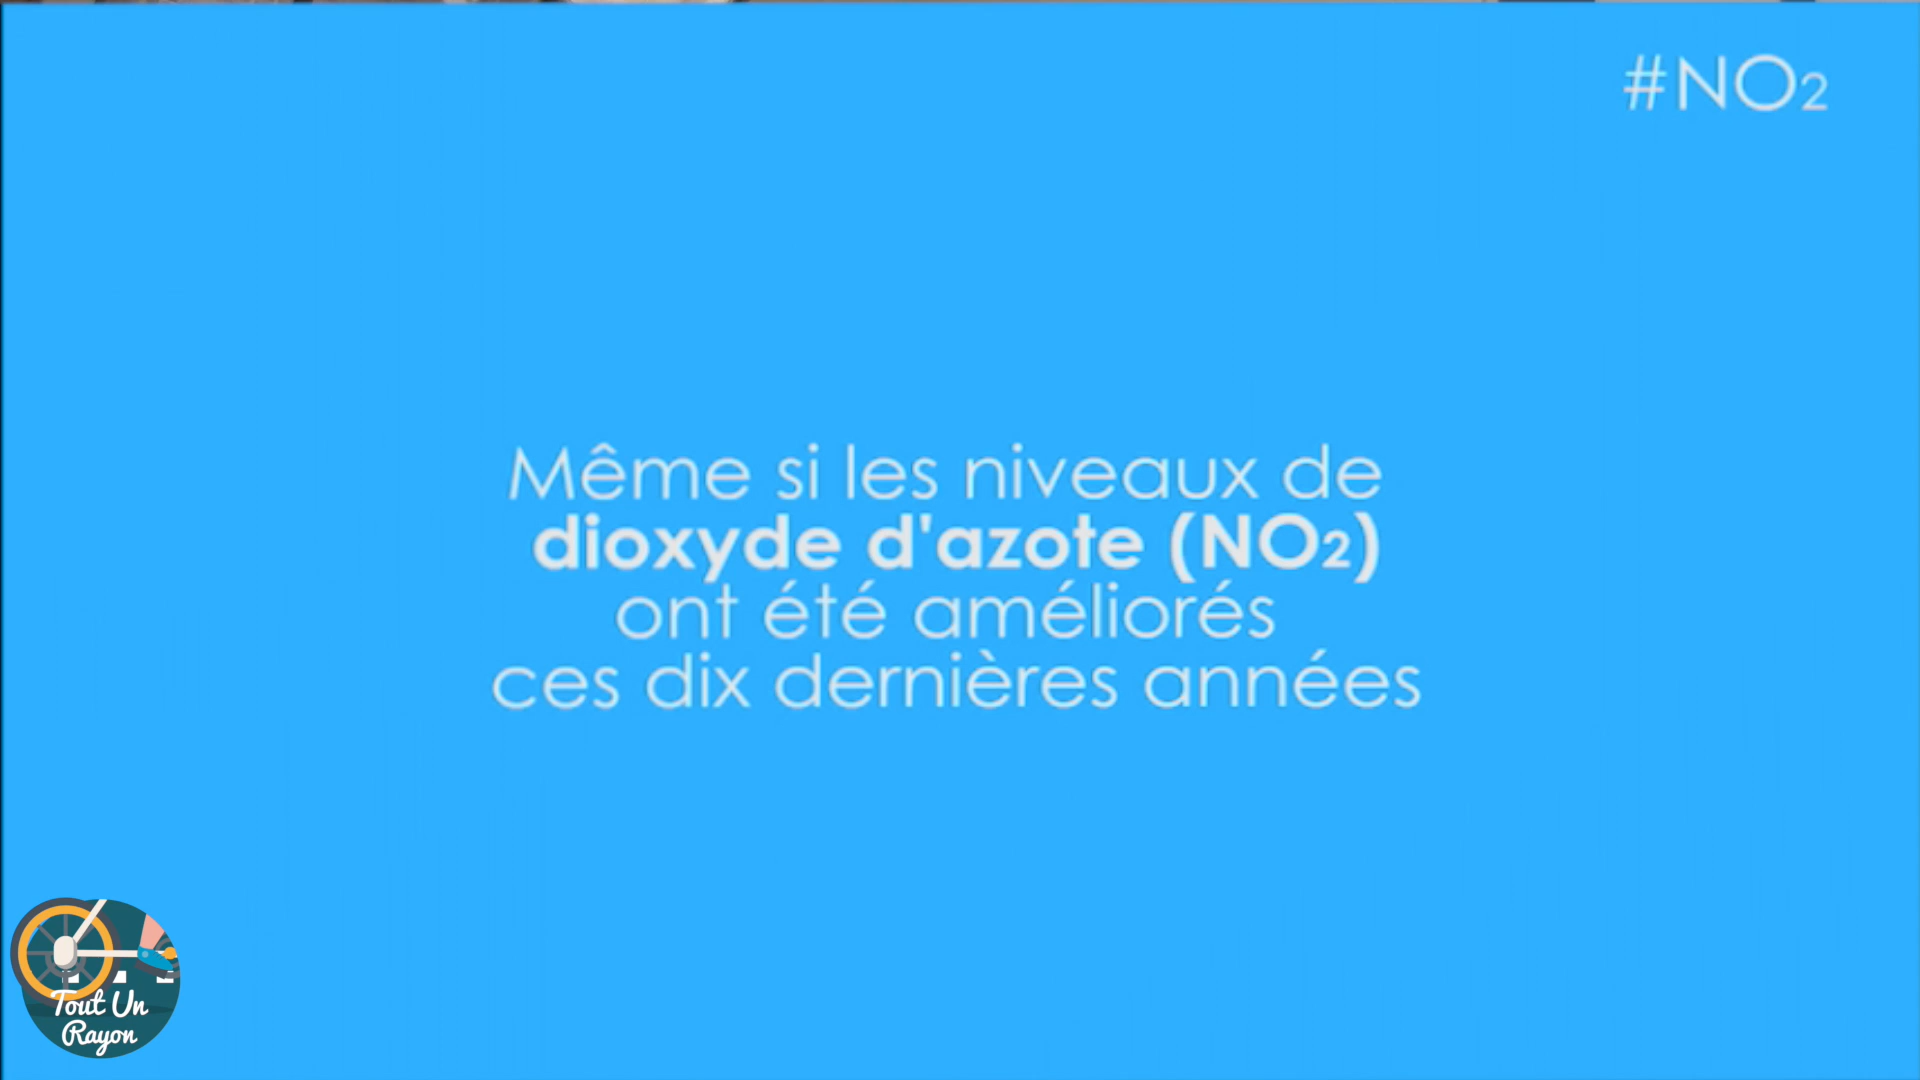 #NO2
Même si les niveaux de
dioxyde d'azote (NO2)
ont été améliorés
ces dix dernières années
Tout Un
Rayon